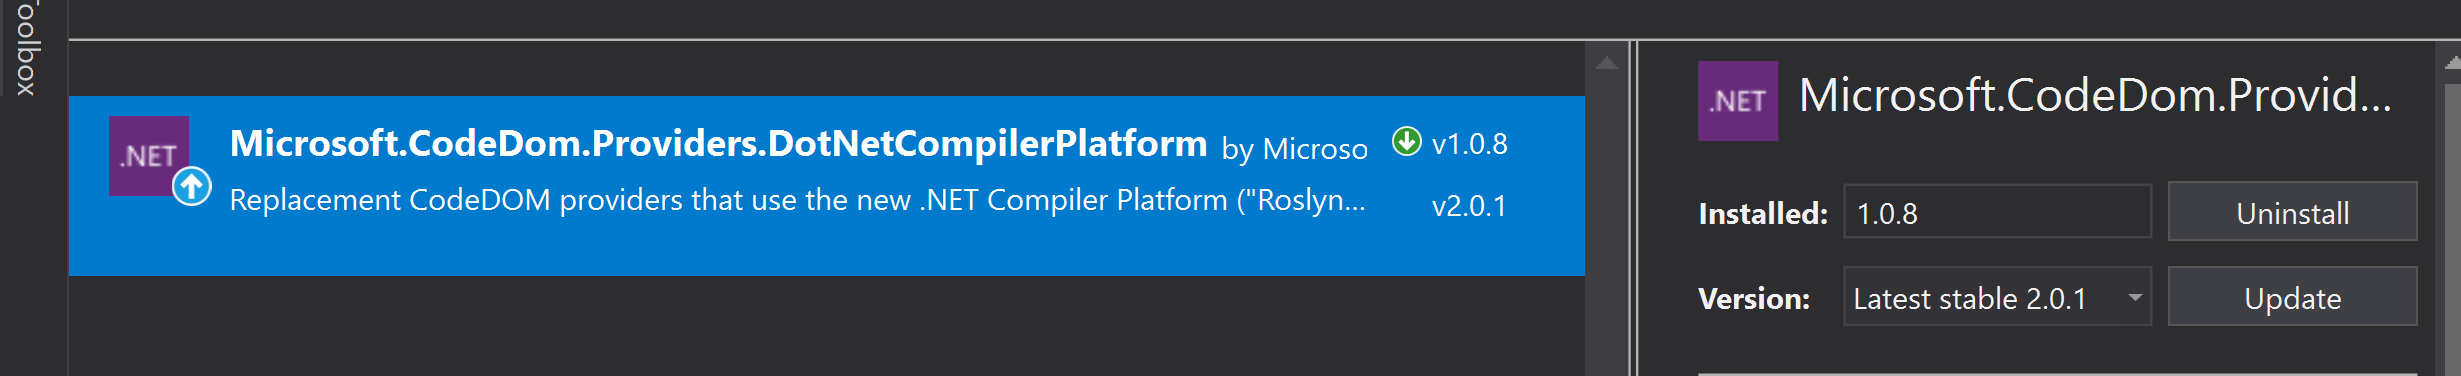 Toolbox
.NET
Microsoft.CodeDom.Providers.DotNetCompilerPlatform by Microso
v1.0.8
Replacement CodeDOM providers that use the new .NET Compiler Platform ("Roslyn...
v2.0.1
.NET
Microsoft.CodeDom.Provid...
Installed: 1.0.8 Uninstall
Version: Latest stable 2.0.1 Update